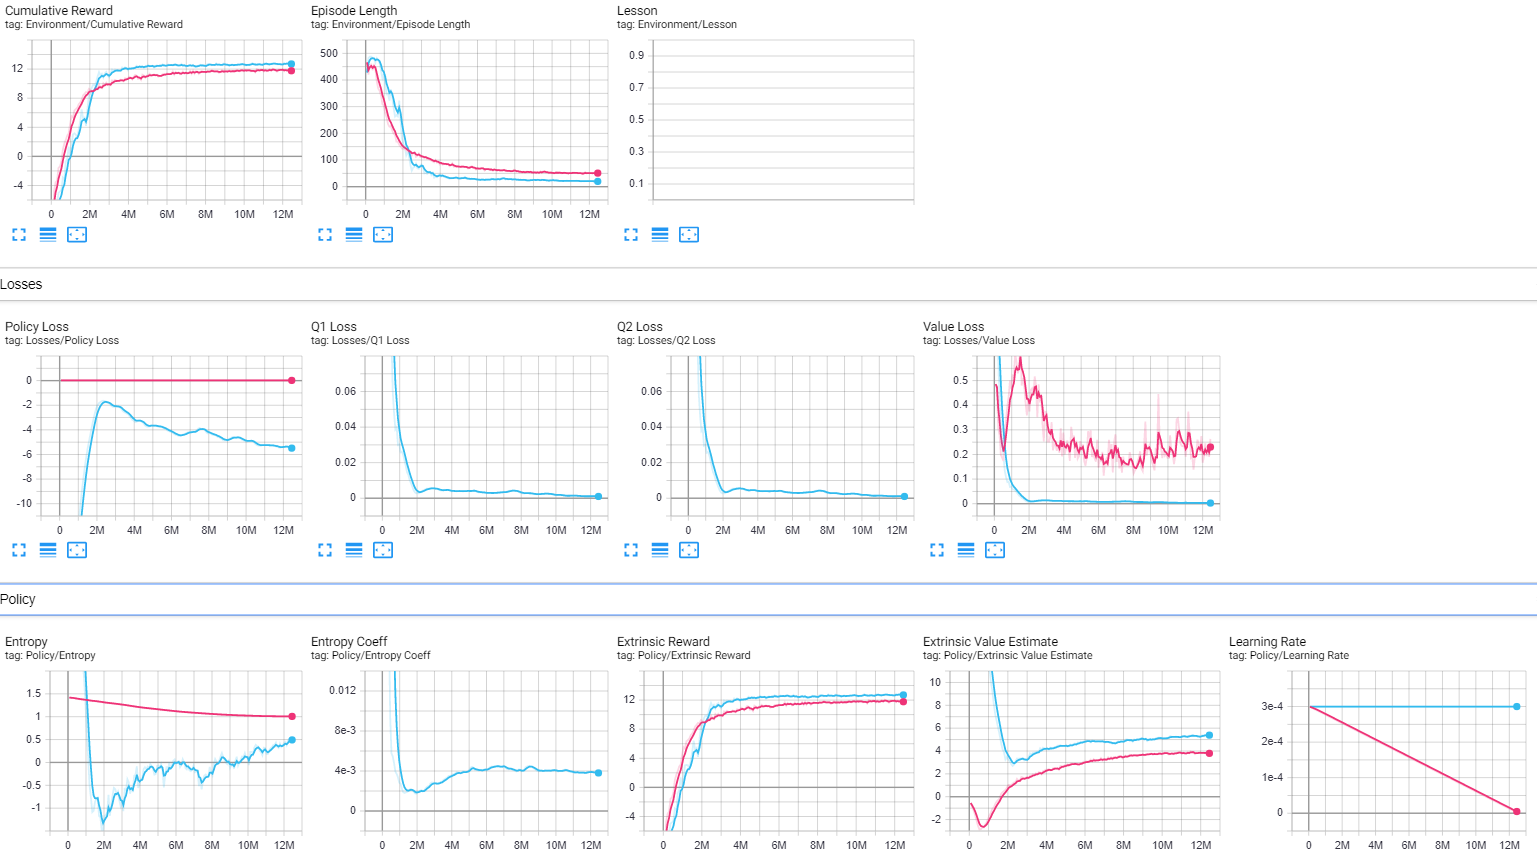 Cumulative Reward
tag: Environment/Cumulative Reward
12
8
4
0
-4
0 2M 4M 6M 8M 10M 12M
Episode Length
tag: Environment/Episode Length
500
400
300
200
100
0
0 2M 4M 6M 8M 10M 12M
Lesson
tag: Environment/Lesson
0.9
0.7
0.5
0.3
0.1
Losses
Policy Loss
tag: Losses/Policy Loss
0
-2
-4
-6
-8
-10
0 2M 4M 6M 8M 10M 12M
Q1 Loss
tag: Losses/Q1 Loss
0.06
0.04
0.02
0
0 2M 4M 6M 8M 10M 12M
Q2 Loss
tag: Losses/Q2 Loss
0.06
0.04
0.02
0
0 2M 4M 6M 8M 10M 12M
Value Loss
tag: Losses/Value Loss
0.5
0.4
0.3
0.2
0.1
0
0 2M 4M 6M 8M 10M 12M
Policy
Entropy
tag: Policy/Entropy
1.5
1
0.5
0
-0.5
-1
0 2M 4M 6M 8M 10M 12M
Entropy Coeff
tag: Policy/Entropy Coeff
0.012
8e-3
4e-3
0
0 2M 4M 6M 8M 10M 12M
Extrinsic Reward
tag: Policy/Extrinsic Reward
12
8
4
0
-4
0 2M 4M 6M 8M 10M 12M
Extrinsic Value Estimate
tag: Policy/Extrinsic Value Estimate
10
8
6
4
2
0
-2
0 2M 4M 6M 8M 10M 12M
Learning Rate
tag: Policy/Learning Rate
3e-4
2e-4
1e-4
0
0 2M 4M 6M 8M 10M 12M